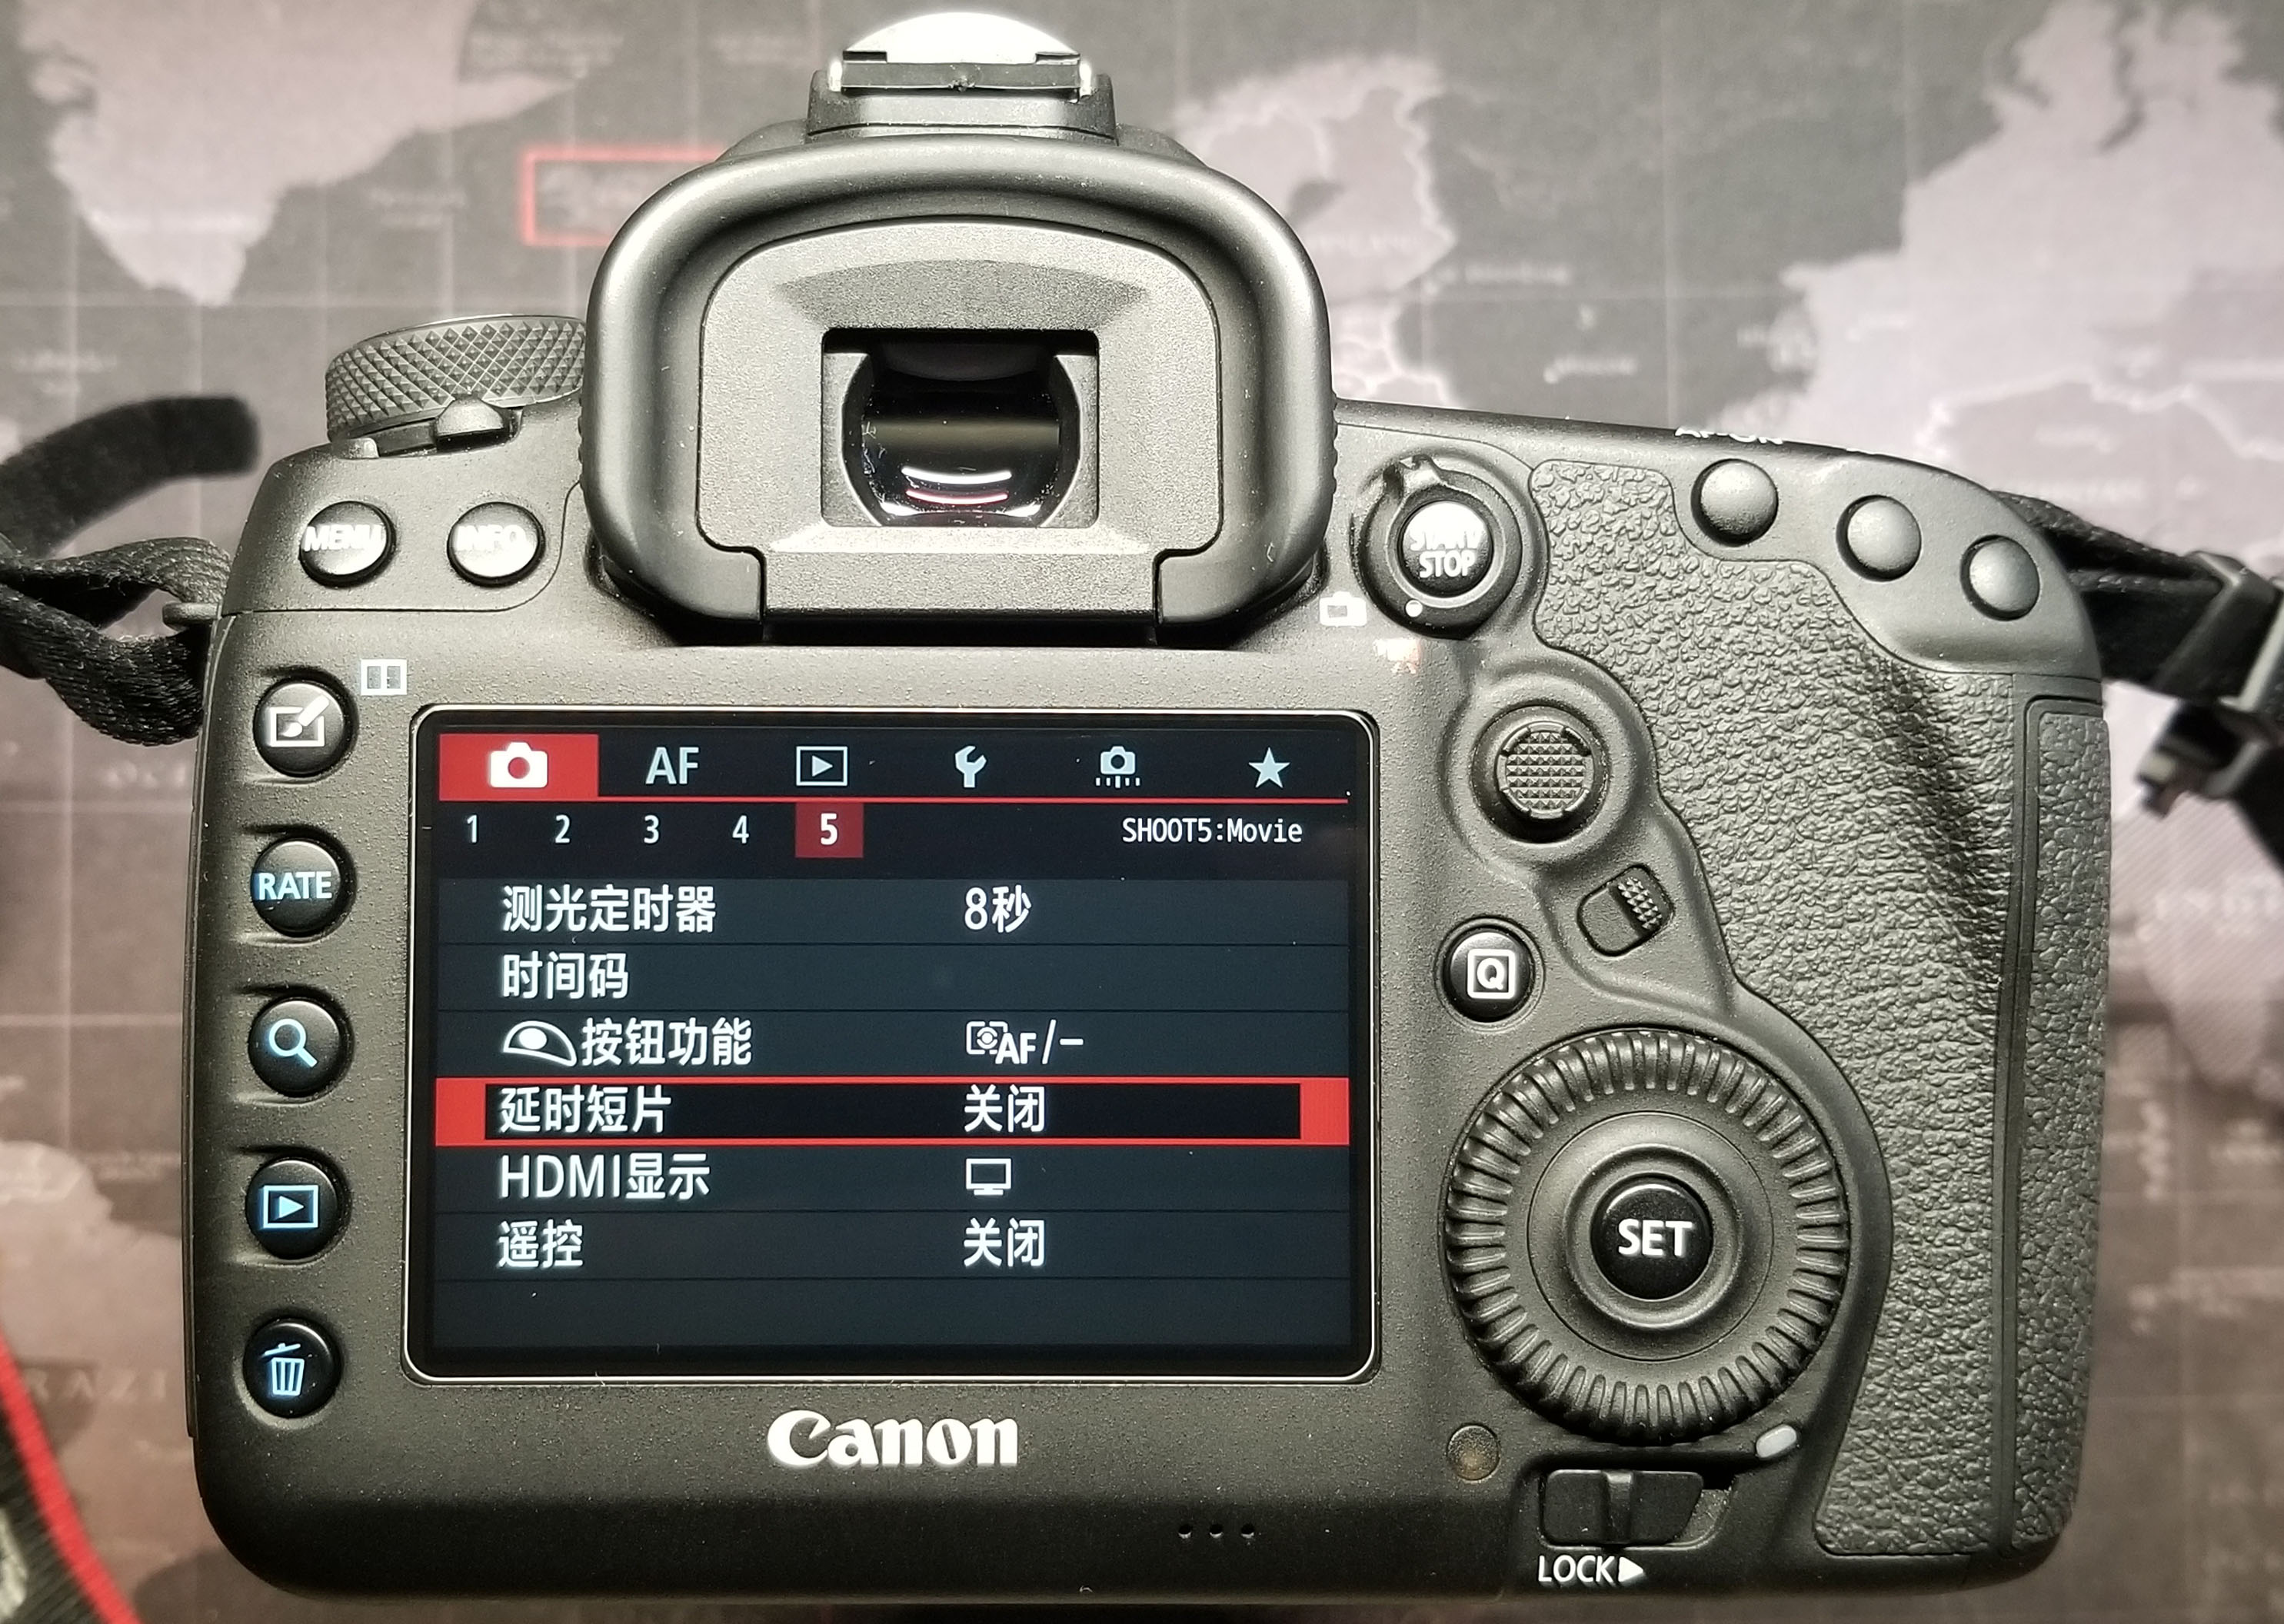 MENU
INFO
START/
STOP
AF
1 2 3 4 5 SHOOT5:Movie
RATE
测光定时器 8秒
时间码
按钮功能 AF/-
延时短片 关闭
HDMI显示
遥控 关闭
Q
SET
Canon
LOCK